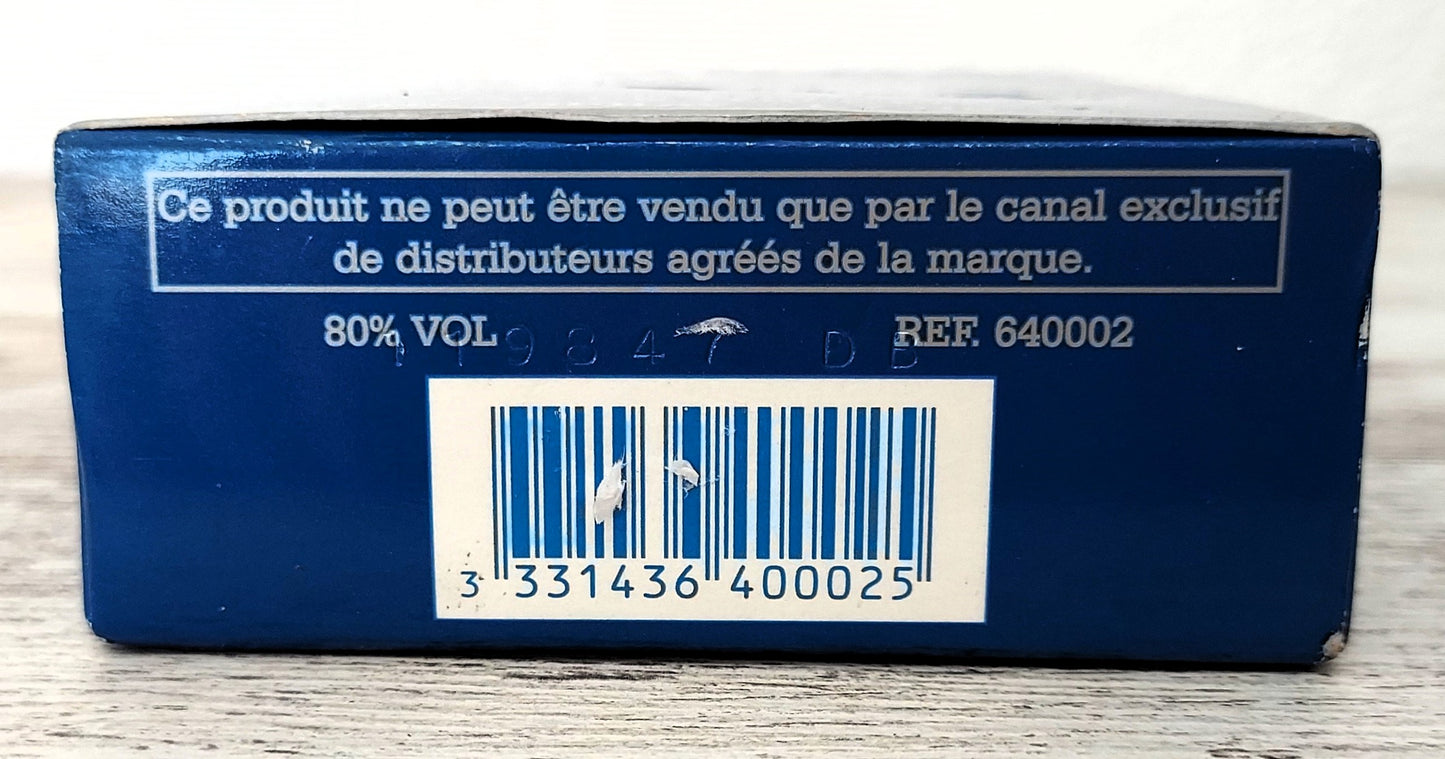 Ce produit ne peut être vendu que par le canal exclusif
de distributeurs agréés de la marque.
80% VOL REF. 640002
119847 DB
3 331436 400025